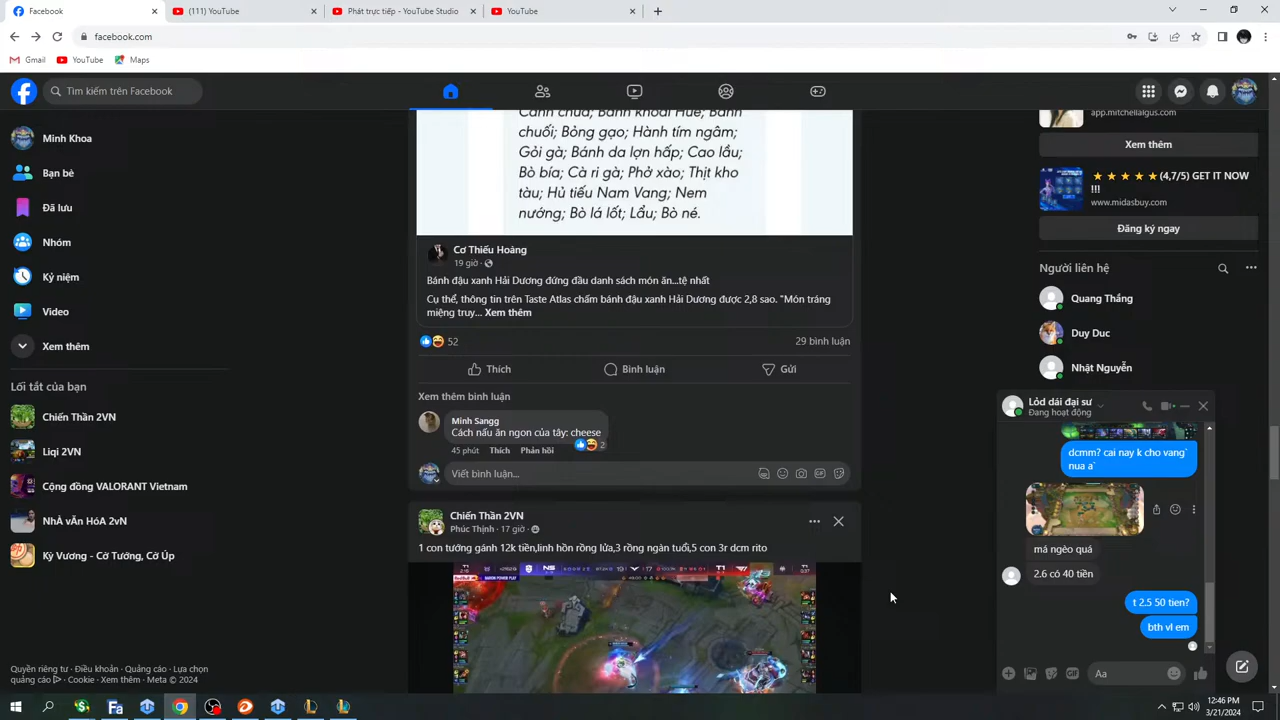 Facebook
(111) YouTube
Phát trực tiếp - YouTube Studio
YouTube
facebook.com
Gmail
YouTube
Maps
Tìm kiếm trên Facebook
Minh Khoa
Bạn bè
Đã lưu
Nhóm
Kỷ niệm
Video
Xem thêm
Lối tắt của bạn
Chiến Thần 2VN
Liqi 2VN
Cộng đồng VALORANT Vietnam
NhÀ vẤn HóA 2vN
Kỳ Vương - Cờ Tướng, Cờ Úp
Quyền riêng tư · Điều khoản · Quảng cáo · Lựa chọn
quảng cáo · Cookie · Xem thêm · Meta © 2024
Canh chua; Bánh khoái Huế; Bánh
chuối; Bỏng gạo; Hành tím ngâm;
Gỏi gà; Bánh da lợn hấp; Cao lầu;
Bò bía; Cà ri gà; Phở xào; Thịt kho
tàu; Hủ tiếu Nam Vang; Nem
nướng; Bò lá lốt; Lẩu; Bò né.
Cơ Thiếu Hoàng
19 giờ ·
Bánh đậu xanh Hải Dương đứng đầu danh sách món ăn...tệ nhất
Cụ thể, thông tin trên Taste Atlas chấm bánh đậu xanh Hải Dương được 2,8 sao. "Món tráng
miệng truy... Xem thêm
52
29 bình luận
Thích
Bình luận
Gửi
Xem thêm bình luận
Minh Sangg
Cách nấu ăn ngon của tây: cheese
2
45 phút
Thích
Phản hồi
Viết bình luận...
Chiến Thần 2VN
Phúc Thịnh · 17 giờ ·
1 con tướng gánh 12k tiền,linh hồn rồng lửa,3 rồng ngàn tuổi,5 con 3r dcm rito
NS
T1
app.mitchellaigus.com
Xem thêm
(4,7/5) GET IT NOW
!!!
www.midasbuy.com
Đăng ký ngay
Người liên hệ
Quang Thắng
Duy Duc
Nhật Nguyễn
Lỏd dái đại sư
Đang hoạt động
dcmm? cai nay k cho vang`
nua a`
má ngèo quá
2.6 có 40 tiền
t 2.5 50 tien?
bth vl em
Aa
12:46 PM
3/21/2024